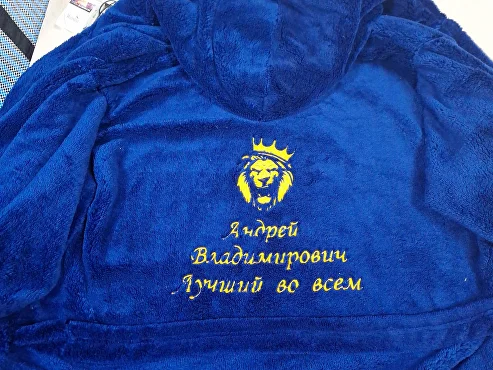 Андрей
Владимирович
Лучший во всем